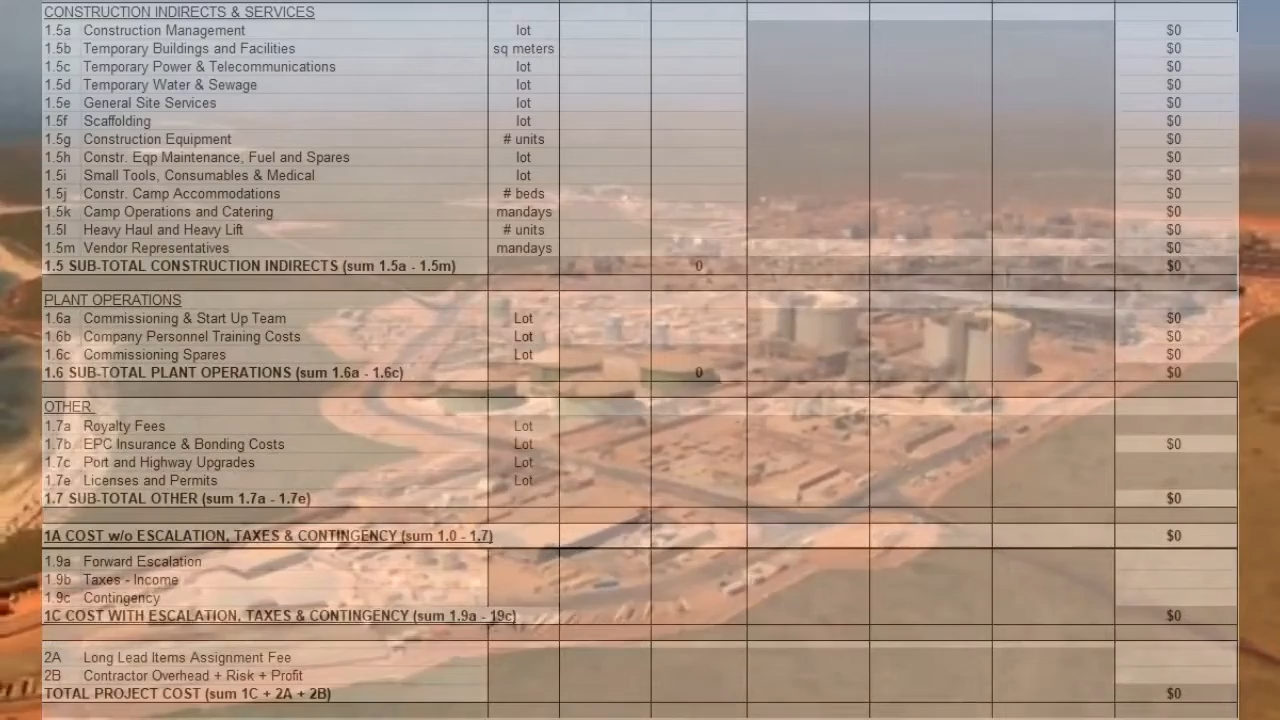 CONSTRUCTION INDIRECTS & SERVICES
1.5a Construction Management lot $0
1.5b Temporary Buildings and Facilities sq meters $0
1.5c Temporary Power & Telecommunications lot $0
1.5d Temporary Water & Sewage lot $0
1.5e General Site Services lot $0
1.5f Scaffolding lot $0
1.5g Construction Equipment # units $0
1.5h Constr. Eqp Maintenance, Fuel and Spares lot $0
1.5i Small Tools, Consumables & Medical lot $0
1.5j Constr. Camp Accommodations # beds $0
1.5k Camp Operations and Catering mandays $0
1.5l Heavy Haul and Heavy Lift # units $0
1.5m Vendor Representatives mandays $0
1.5 SUB-TOTAL CONSTRUCTION INDIRECTS (sum 1.5a - 1.5m) 0 $0
PLANT OPERATIONS
1.6a Commissioning & Start Up Team Lot $0
1.6b Company Personnel Training Costs Lot $0
1.6c Commissioning Spares Lot $0
1.6 SUB-TOTAL PLANT OPERATIONS (sum 1.6a - 1.6c) 0 $0
OTHER
1.7a Royalty Fees Lot
1.7b EPC Insurance & Bonding Costs Lot $0
1.7c Port and Highway Upgrades Lot
1.7e Licenses and Permits Lot
1.7 SUB-TOTAL OTHER (sum 1.7a - 1.7e) $0
1A COST w/o ESCALATION, TAXES & CONTINGENCY (sum 1.0 - 1.7) $0
1.9a Forward Escalation
1.9b Taxes - Income
1.9c Contingency
1C COST WITH ESCALATION, TAXES & CONTINGENCY (sum 1.9a - 19c) $0
2A Long Lead Items Assignment Fee
2B Contractor Overhead + Risk + Profit
TOTAL PROJECT COST (sum 1C + 2A + 2B) $0